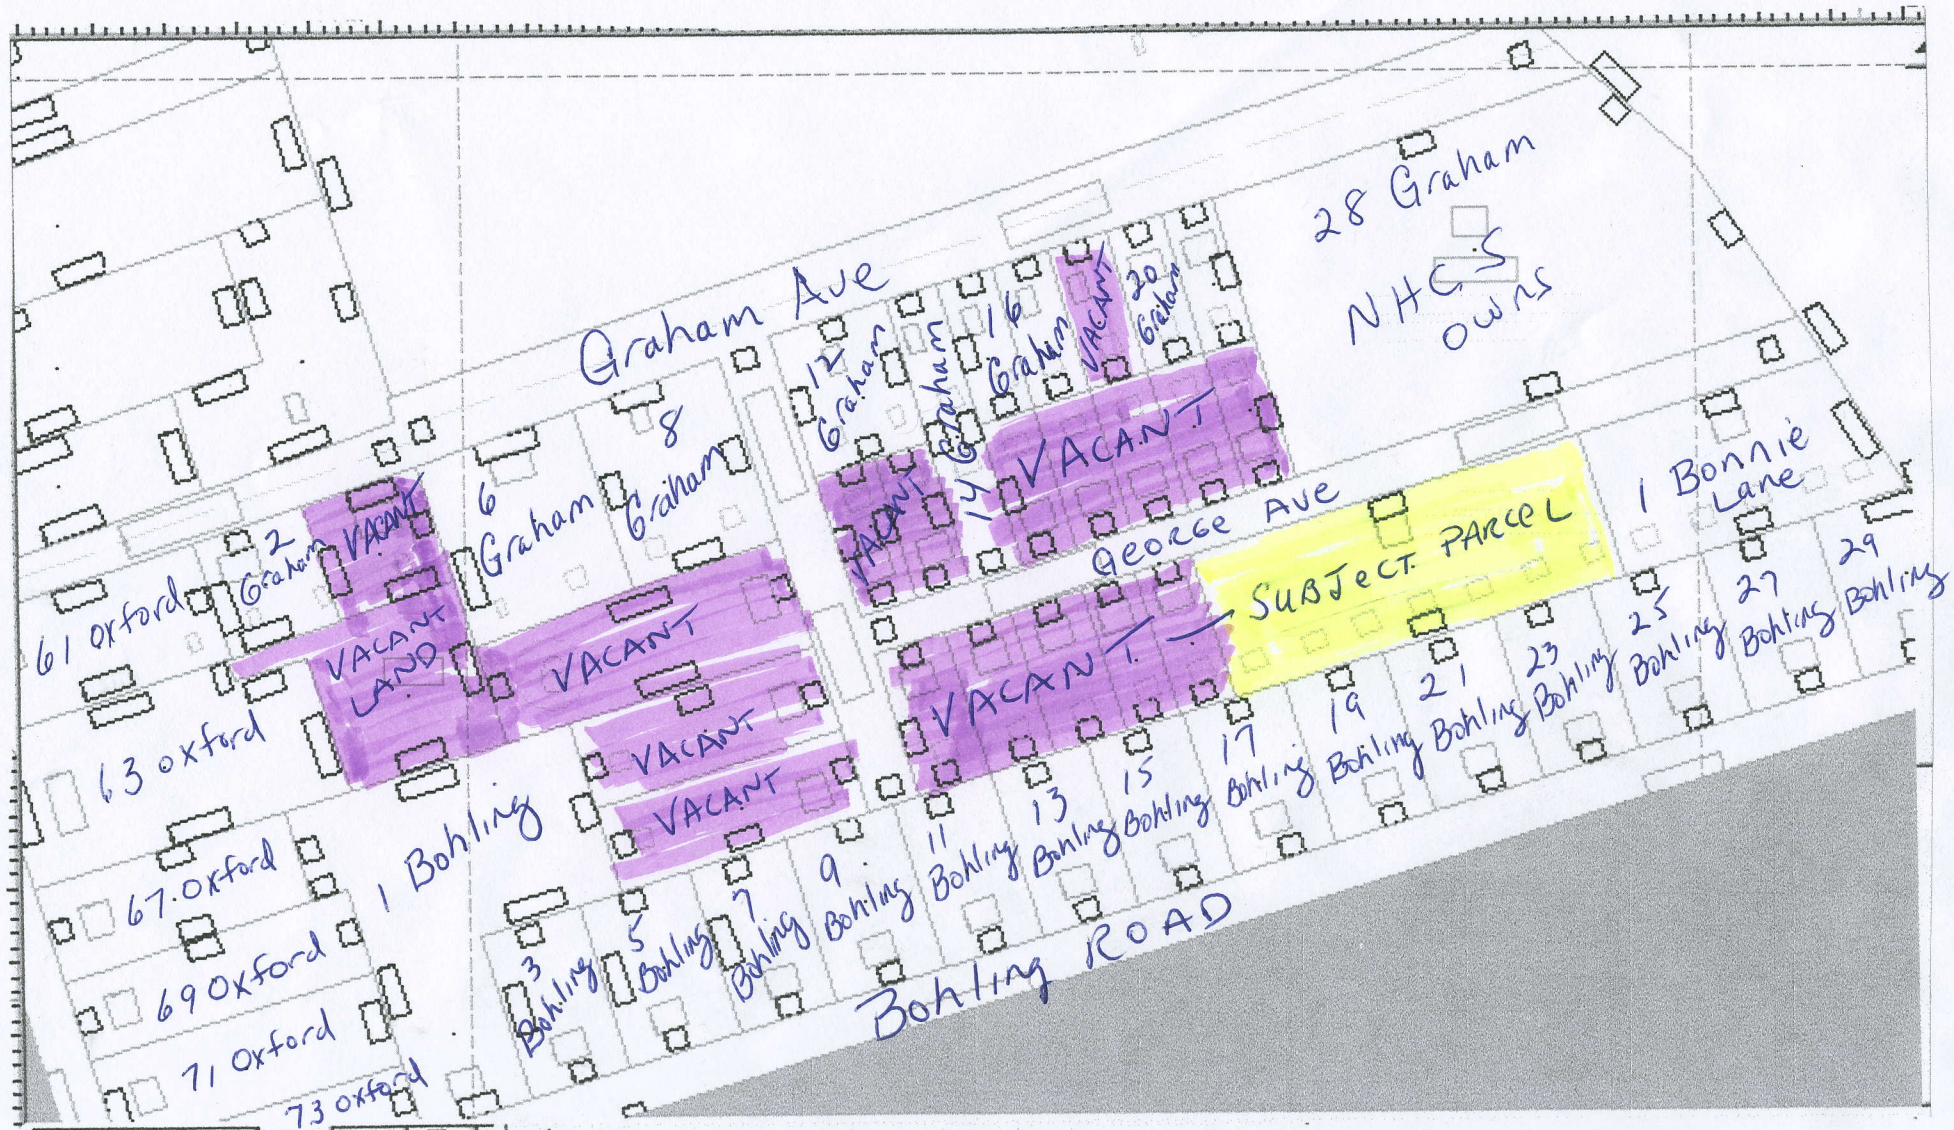 28 Graham
NHCS
owns
Graham Ave
VACANT
20
Graham
16
Graham
12
Graham
14 Graham
8
Graham
6
Graham
VACANT
VACANT
VACANT
2
Graham
61 Oxford
VACANT
LAND
VACANT
GEORGE AVE
SUBJECT PARCEL
1 Bonnie
Lane
VACANT
VACANT
VACANT
63 Oxford
67 Oxford
69 Oxford
71 Oxford
73 Oxford
1 Bohling
3
Bohling
5
Bohling
7
Bohling
9
Bohling
11
Bohling
13
Bohling
15
Bohling
17
Bohling
19
Bohling
21
Bohling
23
Bohling
25
Bohling
27
Bohling
29
Bohling
Bohling ROAD